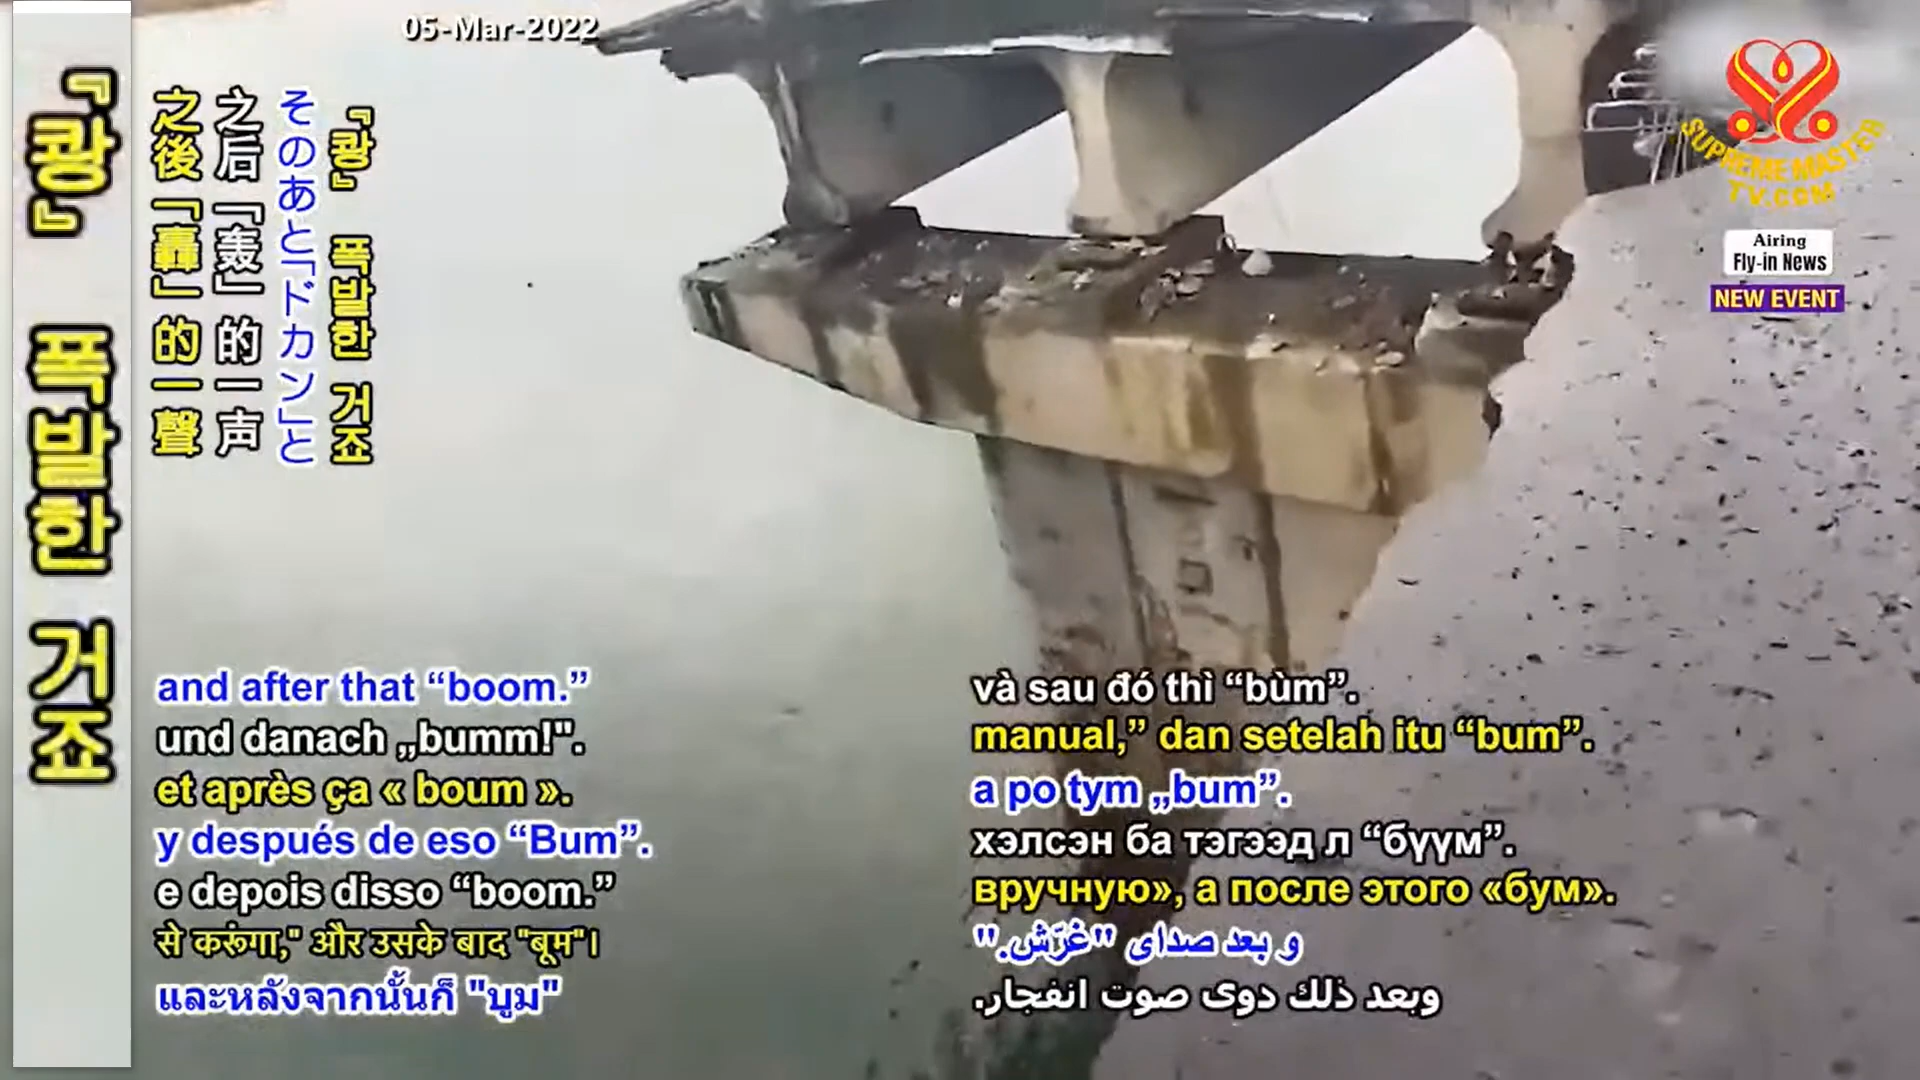 05-Mar-2022
SUPREME MASTER
TV.COM
Airing
Fly-in News
NEW EVENT
『쾅』 폭발한 거죠
『쾅』 폭발한 거죠
そのあと「ドカン」と
之后「轰」的一声
之後「轟」的一聲
and after that “boom.”
und danach „bumm!".
et après ça « boum ».
y después de eso “Bum”.
e depois disso “boom.”
से करूंगा," और उसके बाद "बूम"।
และหลังจากนั้นก็ "บูม"
và sau đó thì “bùm”.
manual,” dan setelah itu “bum”.
a po tym „bum”.
хэлсэн ба тэгээд л “бүүм”.
вручную», а после этого «бум».
و بعد صدای "غرّش."
وبعد ذلك دوى صوت انفجار.